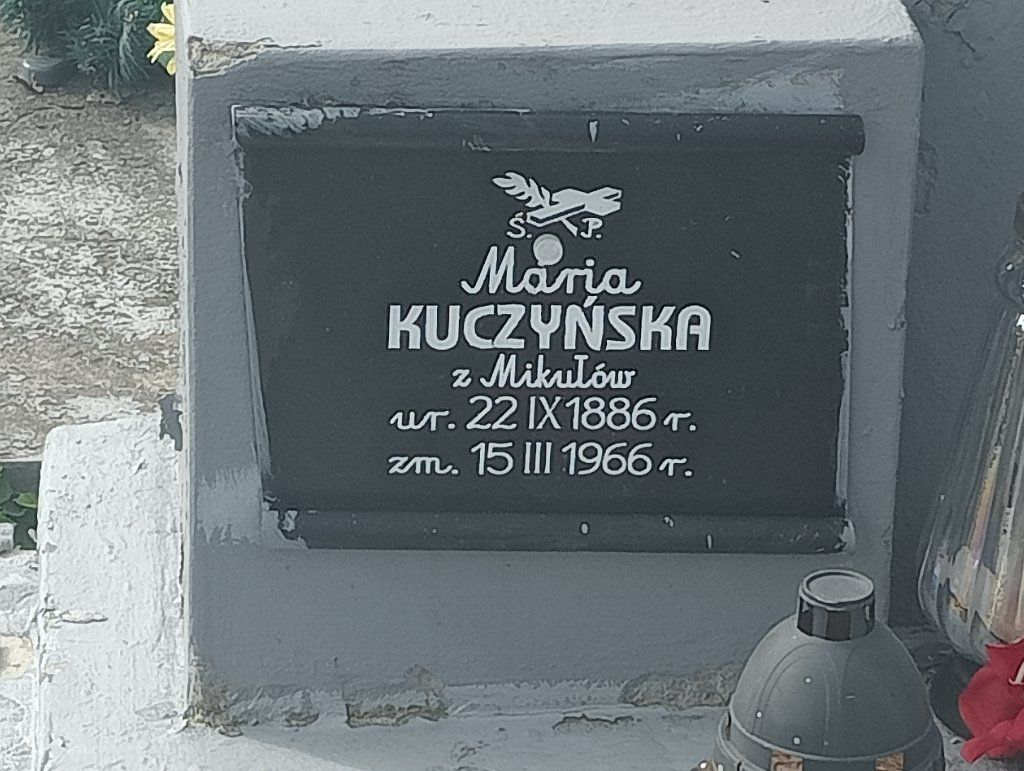 Ś. P.
Maria
KUCZYŃSKA
z Mikułów
ur. 22 IX 1886 r.
zm. 15 III 1966 r.